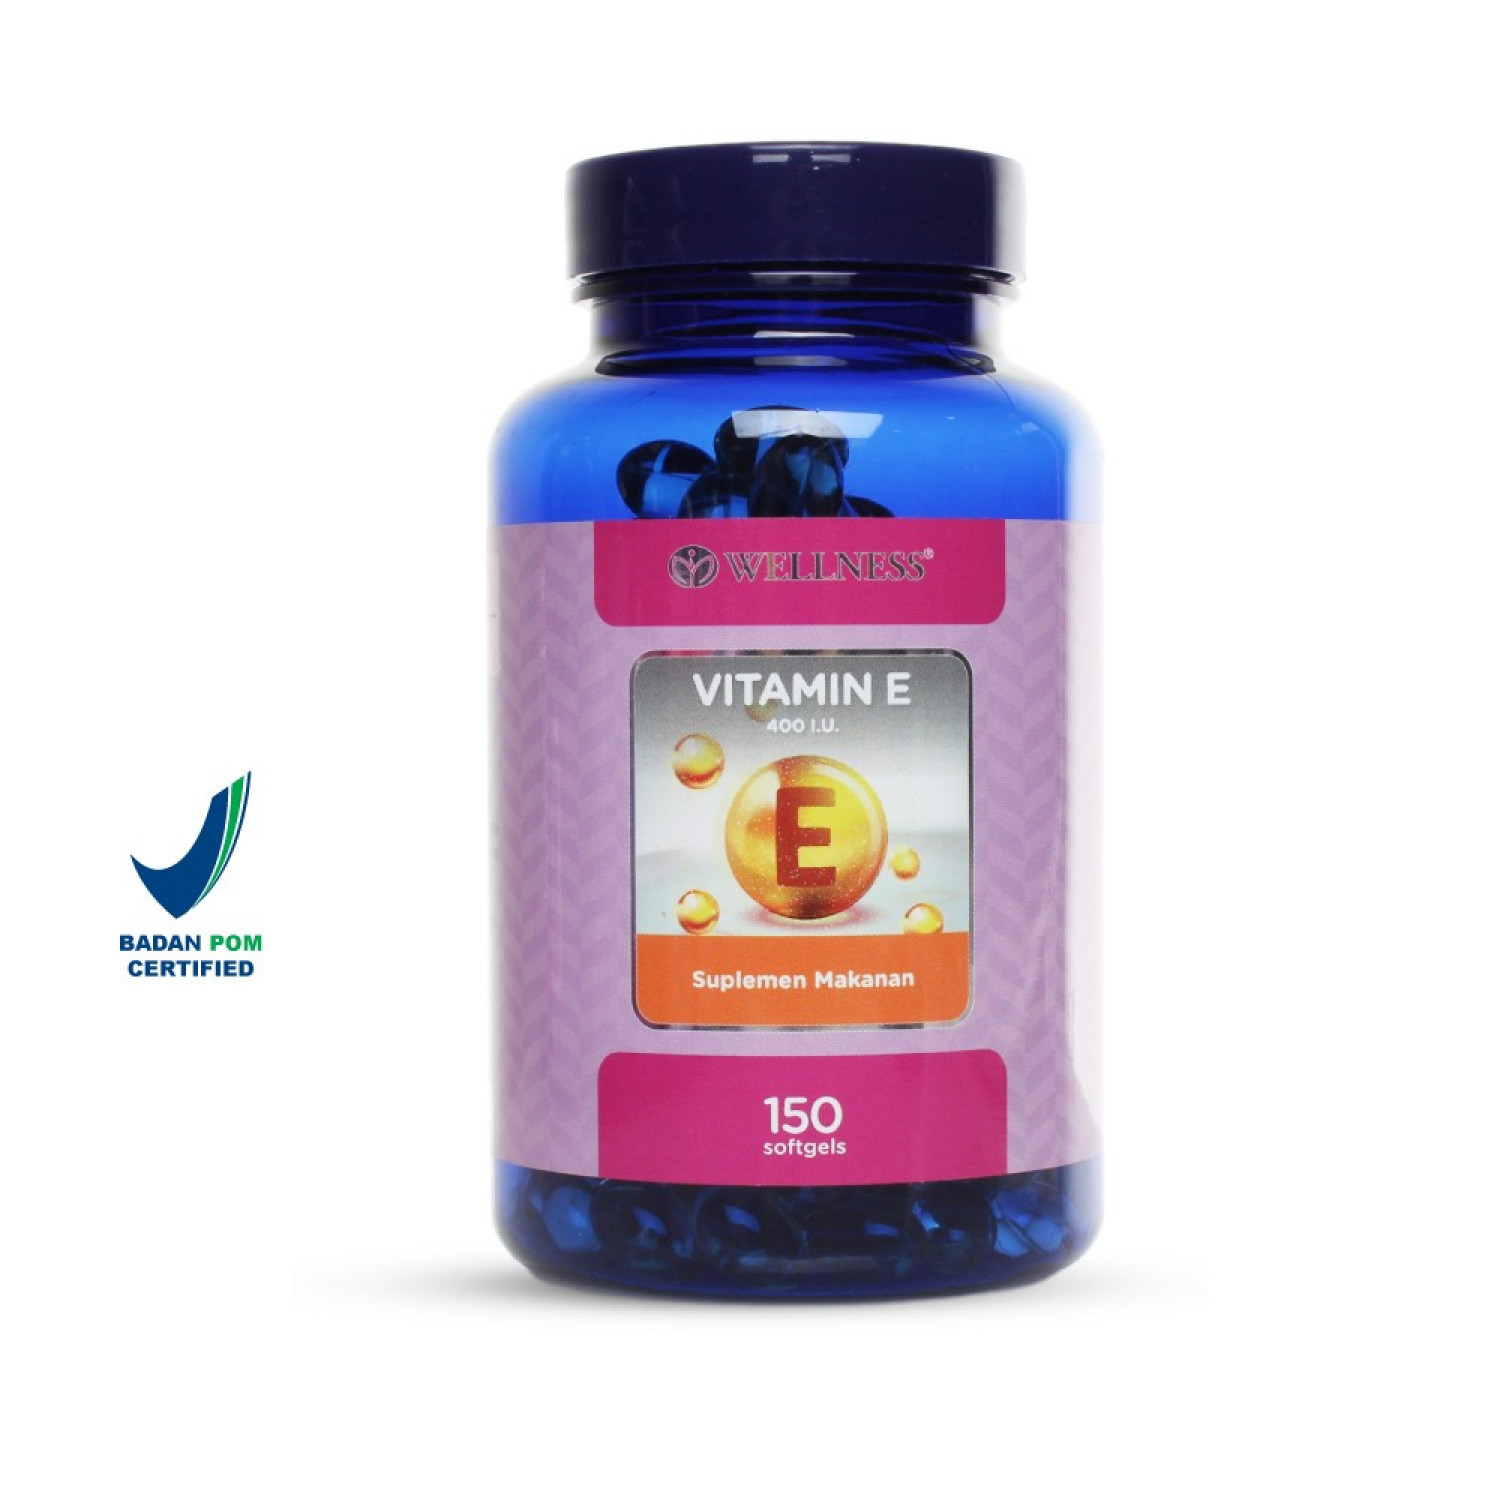 WELLNESS®
VITAMIN E
400 I.U.
E
Suplemen Makanan
150
softgels
BADAN POM
CERTIFIED